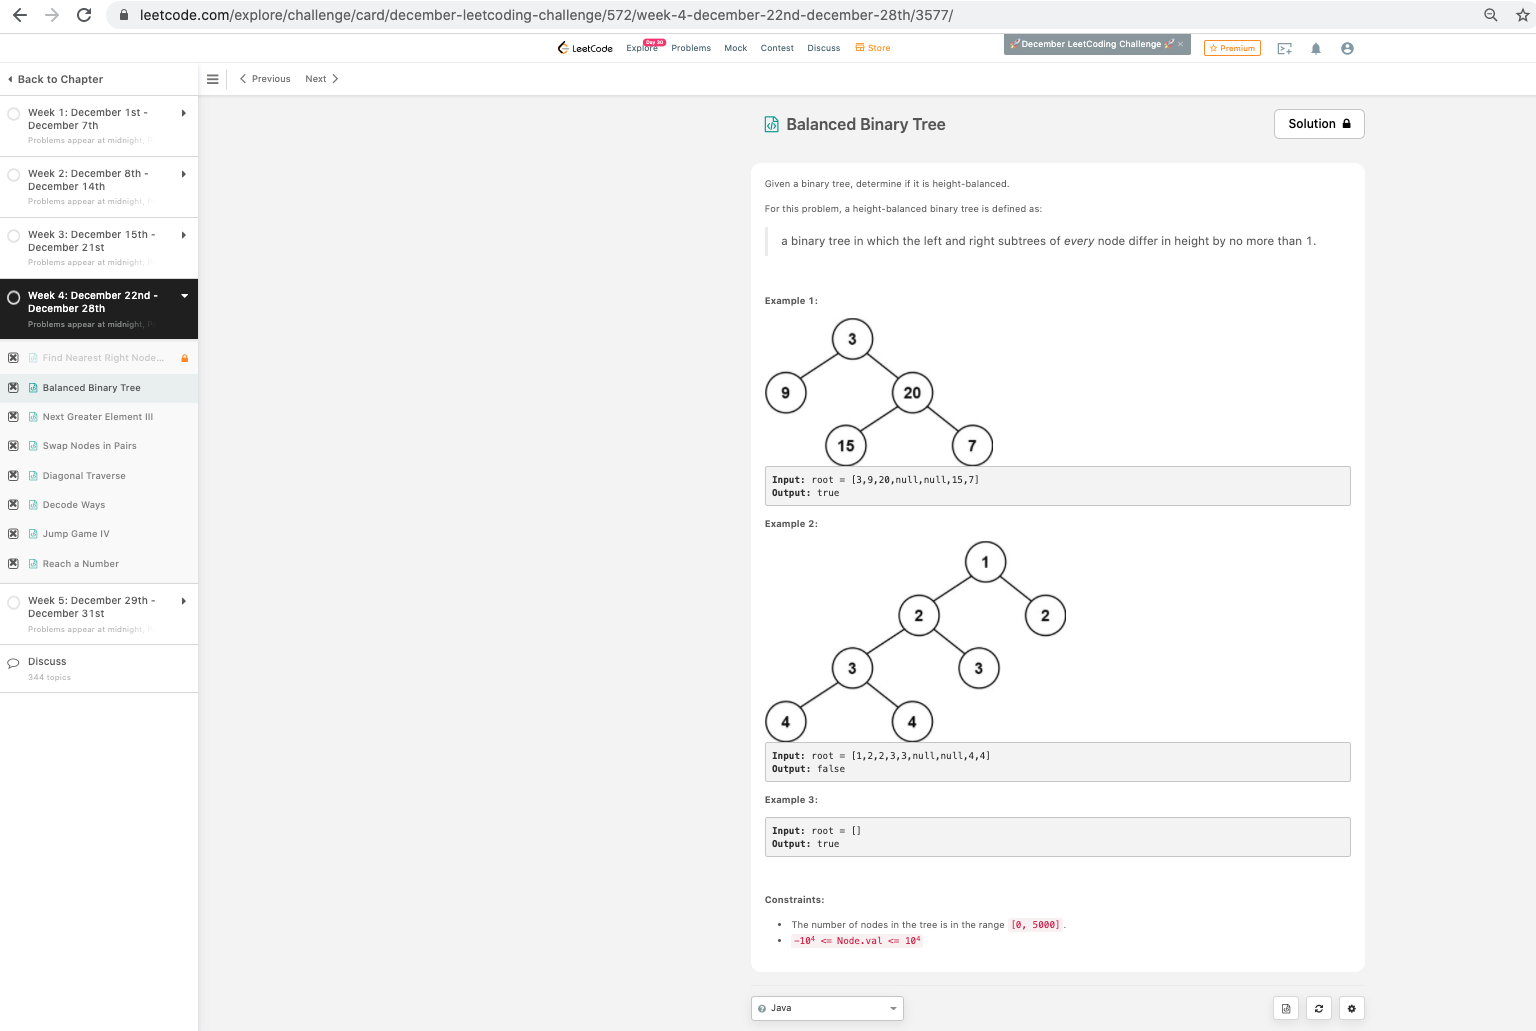 leetcode.com/explore/challenge/card/december-leetcoding-challenge/572/week-4-december-22nd-december-28th/3577/
LeetCode
Explore
Day 30
Problems
Mock
Contest
Discuss
Store
December LeetCoding Challenge
×
Premium
Back to Chapter
Previous
Next
Week 1: December 1st -
December 7th
Problems appear at midnight,
Week 2: December 8th -
December 14th
Problems appear at midnight,
Week 3: December 15th -
December 21st
Problems appear at midnight,
Week 4: December 22nd -
December 28th
Problems appear at midnight,
Find Nearest Right Node...
Balanced Binary Tree
Next Greater Element III
Swap Nodes in Pairs
Diagonal Traverse
Decode Ways
Jump Game IV
Reach a Number
Week 5: December 29th -
December 31st
Problems appear at midnight,
Discuss
344 topics
Balanced Binary Tree
Solution
Given a binary tree, determine if it is height-balanced.
For this problem, a height-balanced binary tree is defined as:
a binary tree in which the left and right subtrees of every node differ in height by no more than 1.
Example 1:
3
9
20
15
7
Input: root = [3,9,20,null,null,15,7]
Output: true
Example 2:
1
2
2
3
3
4
4
Input: root = [1,2,2,3,3,null,null,4,4]
Output: false
Example 3:
Input: root = []
Output: true
Constraints:
• The number of nodes in the tree is in the range [0, 5000].
• -10⁴ <= Node.val <= 10⁴
Java